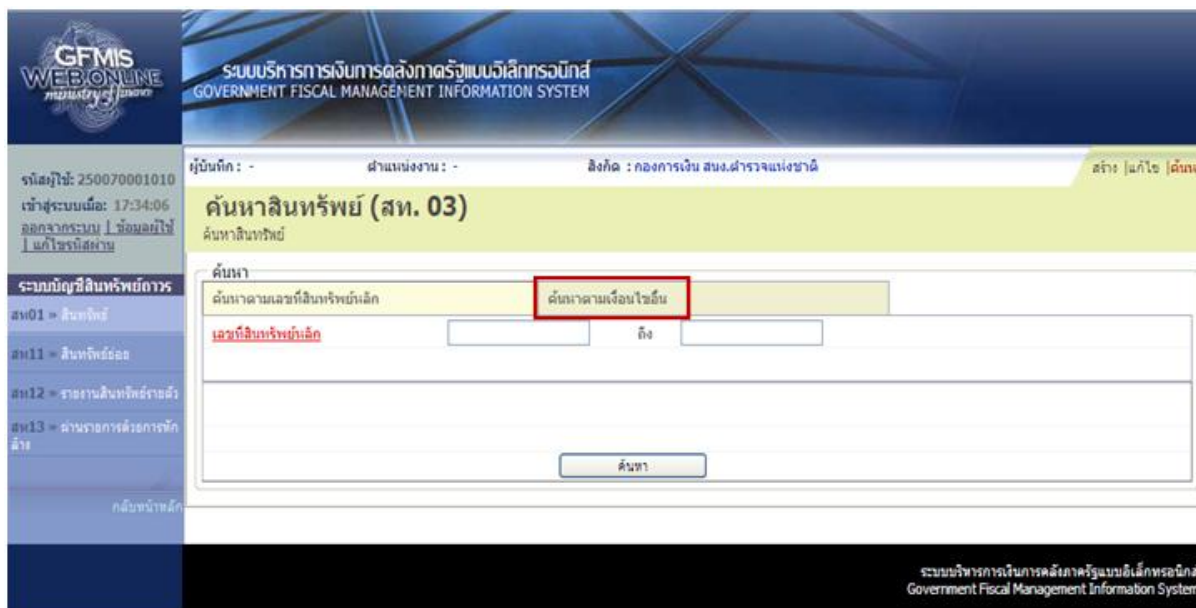 GFMIS
WEB ONLINE
ministry of finance
ระบบบริหารการเงินการคลังภาครัฐแบบอิเล็กทรอนิกส์
GOVERNMENT FISCAL MANAGEMENT INFORMATION SYSTEM
ผู้บันทึก : - ตำแหน่งงาน : - สังกัด : กองการเงิน สนง.ตำรวจแห่งชาติ สร้าง |แก้ไข |ค้นห
รหัสผู้ใช้: 250070001010
เข้าสู่ระบบเมื่อ: 17:34:06
ออกจากระบบ | ข้อมูลผู้ใช้
| แก้ไขรหัสผ่าน
ค้นหาสินทรัพย์ (สท. 03)
ค้นหาสินทรัพย์
ระบบบัญชีสินทรัพย์ถาวร
สท01 » สินทรัพย์
สท11 » สินทรัพย์ย่อย
สท12 » รายงานสินทรัพย์รายตัว
สท13 » ผ่านรายการด้วยการหัก
ล้าง
กลับหน้าหลัก
ค้นหา
ค้นหาตามเลขที่สินทรัพย์หลัก ค้นหาตามเงื่อนไขอื่น
เลขที่สินทรัพย์หลัก ถึง
ค้นหา
ระบบบริหารการเงินการคลังภาครัฐแบบอิเล็กทรอนิกส
Government Fiscal Management Information System